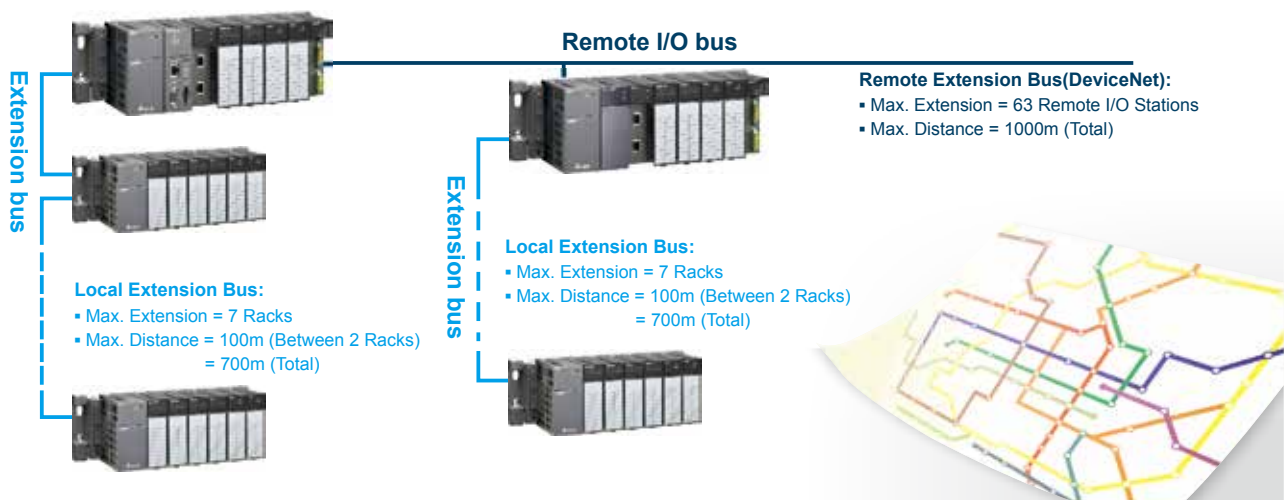 Remote I/O bus
Extension bus
Remote Extension Bus(DeviceNet):
▪ Max. Extension = 63 Remote I/O Stations
▪ Max. Distance = 1000m (Total)
Extension bus
Local Extension Bus:
▪ Max. Extension = 7 Racks
▪ Max. Distance = 100m (Between 2 Racks)
= 700m (Total)
Local Extension Bus:
▪ Max. Extension = 7 Racks
▪ Max. Distance = 100m (Between 2 Racks)
= 700m (Total)